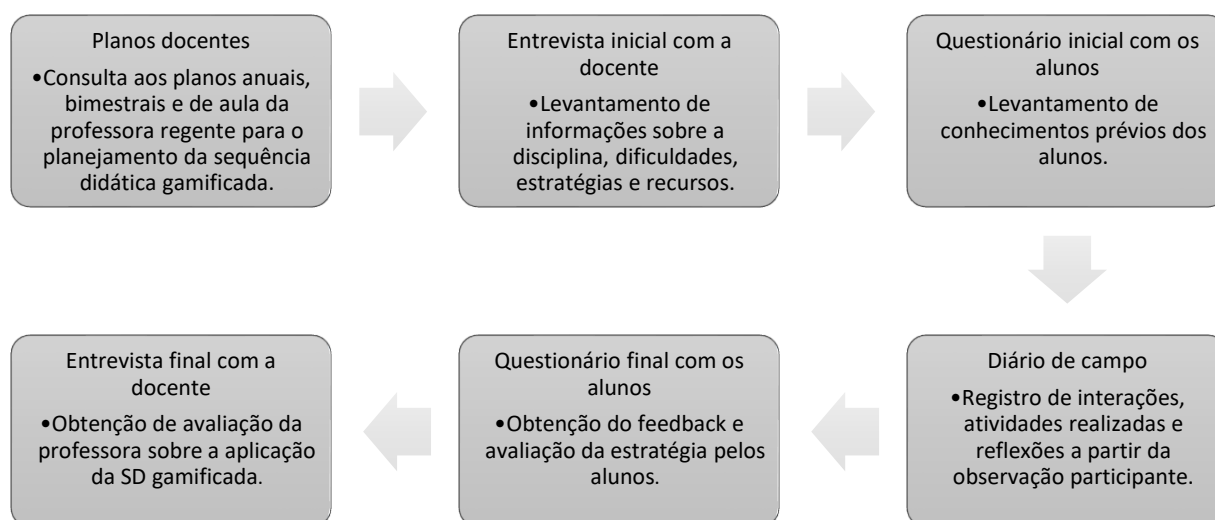 Planos docentes
•Consulta aos planos anuais,
bimestrais e de aula da
professora regente para o
planejamento da sequência
didática gamificada.
Entrevista inicial com a
docente
•Levantamento de
informações sobre a
disciplina, dificuldades,
estratégias e recursos.
Questionário inicial com os
alunos
•Levantamento de
conhecimentos prévios dos
alunos.
Diário de campo
•Registro de interações,
atividades realizadas e
reflexões a partir da
observação participante.
Questionário final com os
alunos
•Obtenção do feedback e
avaliação da estratégia pelos
alunos.
Entrevista final com a
docente
•Obtenção de avaliação da
professora sobre a aplicação
da SD gamificada.